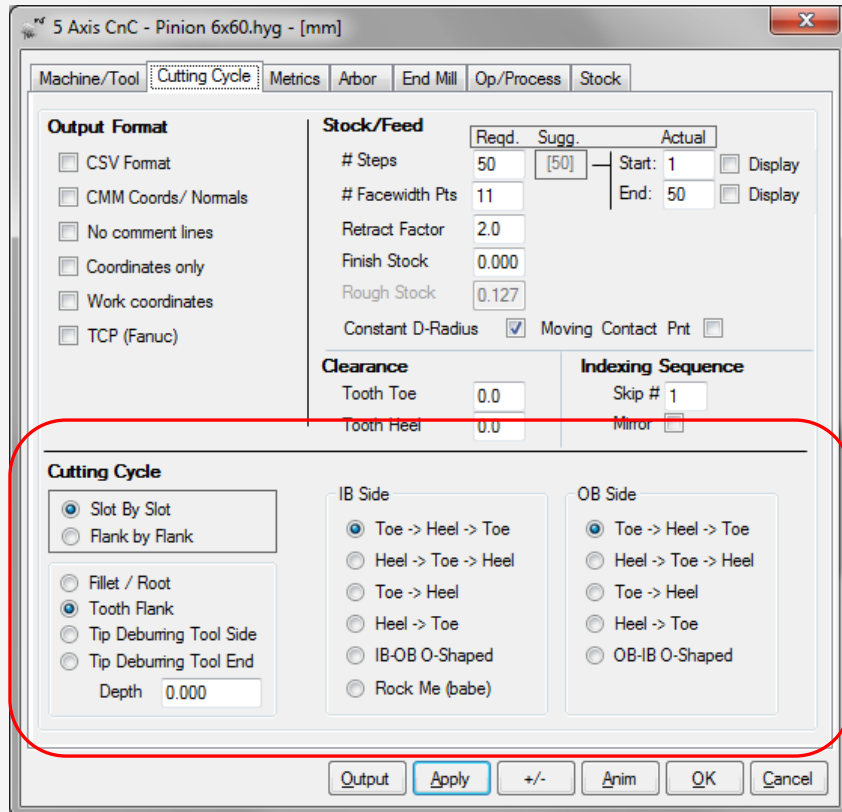 5 Axis CnC - Pinion 6x60.hyg - [mm]
Machine/Tool Cutting Cycle Metrics Arbor End Mill Op/Process Stock
Output Format
CSV Format
CMM Coords/ Normals
No comment lines
Coordinates only
Work coordinates
TCP (Fanuc)
Stock/Feed
Reqd. Sugg. Actual
# Steps 50 [50] Start: 1 Display
# Facewidth Pts 11 End: 50 Display
Retract Factor 2.0
Finish Stock 0.000
Rough Stock 0.127
Constant D-Radius Moving Contact Pnt
Clearance
Tooth Toe 0.0
Tooth Heel 0.0
Indexing Sequence
Skip # 1
Mirror
Cutting Cycle
Slot By Slot
Flank by Flank
Fillet / Root
Tooth Flank
Tip Deburring Tool Side
Tip Deburring Tool End
Depth 0.000
IB Side
Toe -> Heel -> Toe
Heel -> Toe -> Heel
Toe -> Heel
Heel -> Toe
IB-OB O-Shaped
Rock Me (babe)
OB Side
Toe -> Heel -> Toe
Heel -> Toe -> Heel
Toe -> Heel
Heel -> Toe
OB-IB O-Shaped
Output Apply +/- Anim OK Cancel